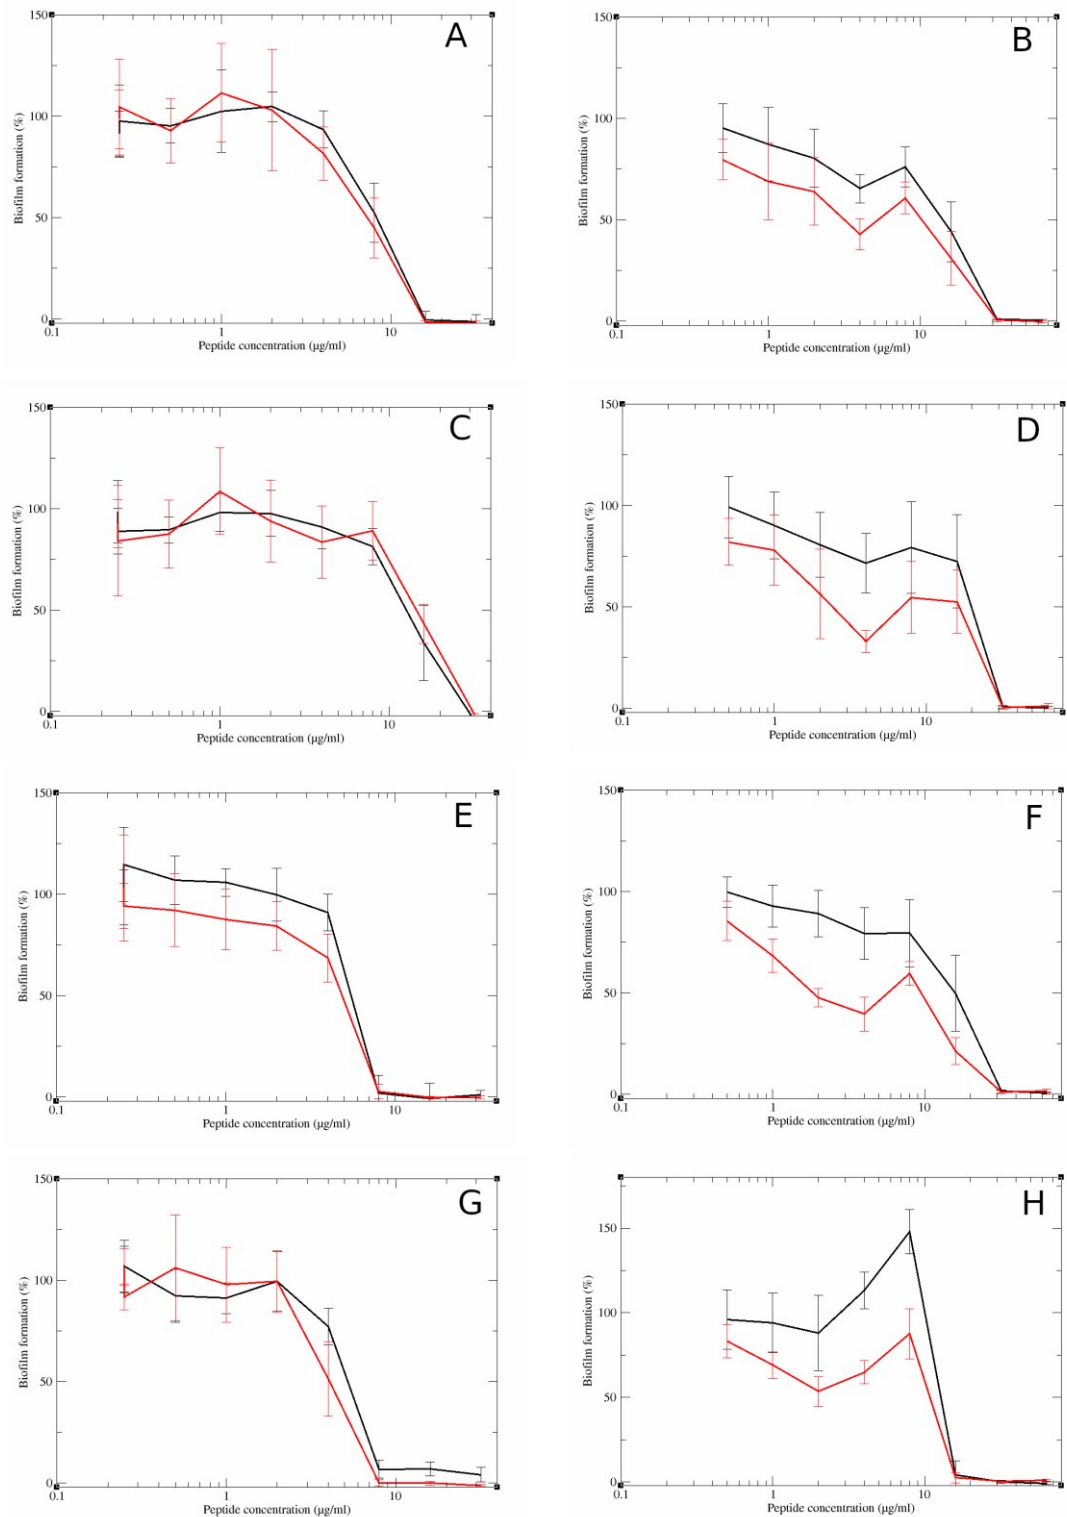 A
150
100
50
0
0.1
1
10
Biofilm formation (%)
Peptide concentration (µg/ml)
B
150
100
50
0
0.1
1
10
Biofilm formation (%)
Peptide concentration (µg/ml)
C
150
100
50
0
0.1
1
10
Biofilm formation (%)
Peptide concentration (µg/ml)
D
150
100
50
0
0.1
1
10
Biofilm formation (%)
Peptide concentration (µg/ml)
E
150
100
50
0
0.1
1
10
Biofilm formation (%)
Peptide concentration (µg/ml)
F
150
100
50
0
0.1
1
10
Biofilm formation (%)
Peptide concentration (µg/ml)
G
150
100
50
0
0.1
1
10
Biofilm formation (%)
Peptide concentration (µg/ml)
H
150
100
50
0
0.1
1
10
Biofilm formation (%)
Peptide concentration (µg/ml)